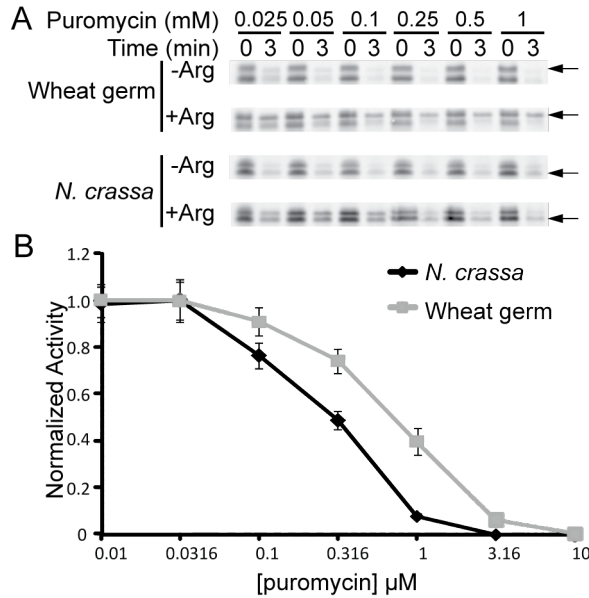 A
Puromycin (mM) 0.025 0.05 0.1 0.25 0.5 1
Time (min) 0 3 0 3 0 3 0 3 0 3 0 3
Wheat germ
-Arg
+Arg
N. crassa
-Arg
+Arg
B
Normalized Activity
1.2
1.0
0.8
0.6
0.4
0.2
0
N. crassa
Wheat germ
0.01 0.0316 0.1 0.316 1 3.16 10
[puromycin] µM